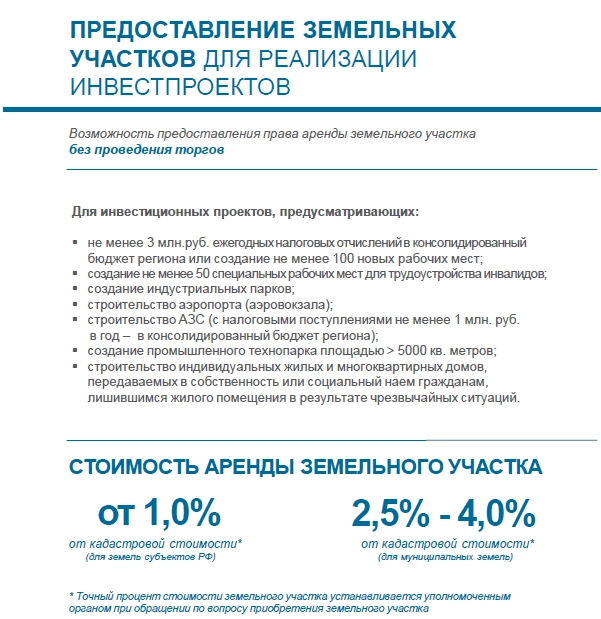 ПРЕДОСТАВЛЕНИЕ ЗЕМЕЛЬНЫХ
УЧАСТКОВ ДЛЯ РЕАЛИЗАЦИИ
ИНВЕСТПРОЕКТОВ
Возможность предоставления права аренды земельного участка
без проведения торгов
Для инвестиционных проектов, предусматривающих:
▪ не менее 3 млн.руб. ежегодных налоговых отчислений в консолидированный
бюджет региона или создание не менее 100 новых рабочих мест;
▪ создание не менее 50 специальных рабочих мест для трудоустройства инвалидов;
▪ создание индустриальных парков;
▪ строительство аэропорта (аэровокзала);
▪ строительство АЗС (с налоговыми поступлениями не менее 1 млн. руб.
в год – в консолидированный бюджет региона);
▪ создание промышленного технопарка площадью > 5000 кв. метров;
▪ строительство индивидуальных жилых и многоквартирных домов,
передаваемых в собственность или социальный наем гражданам,
лишившимся жилого помещения в результате чрезвычайных ситуаций.
СТОИМОСТЬ АРЕНДЫ ЗЕМЕЛЬНОГО УЧАСТКА
от 1,0%
от кадастровой стоимости*
(для земель субъектов РФ)
2,5% - 4,0%
от кадастровой стоимости*
(для муниципальных земель)
* Точный процент стоимости земельного участка устанавливается уполномоченным
органом при обращении по вопросу приобретения земельного участка